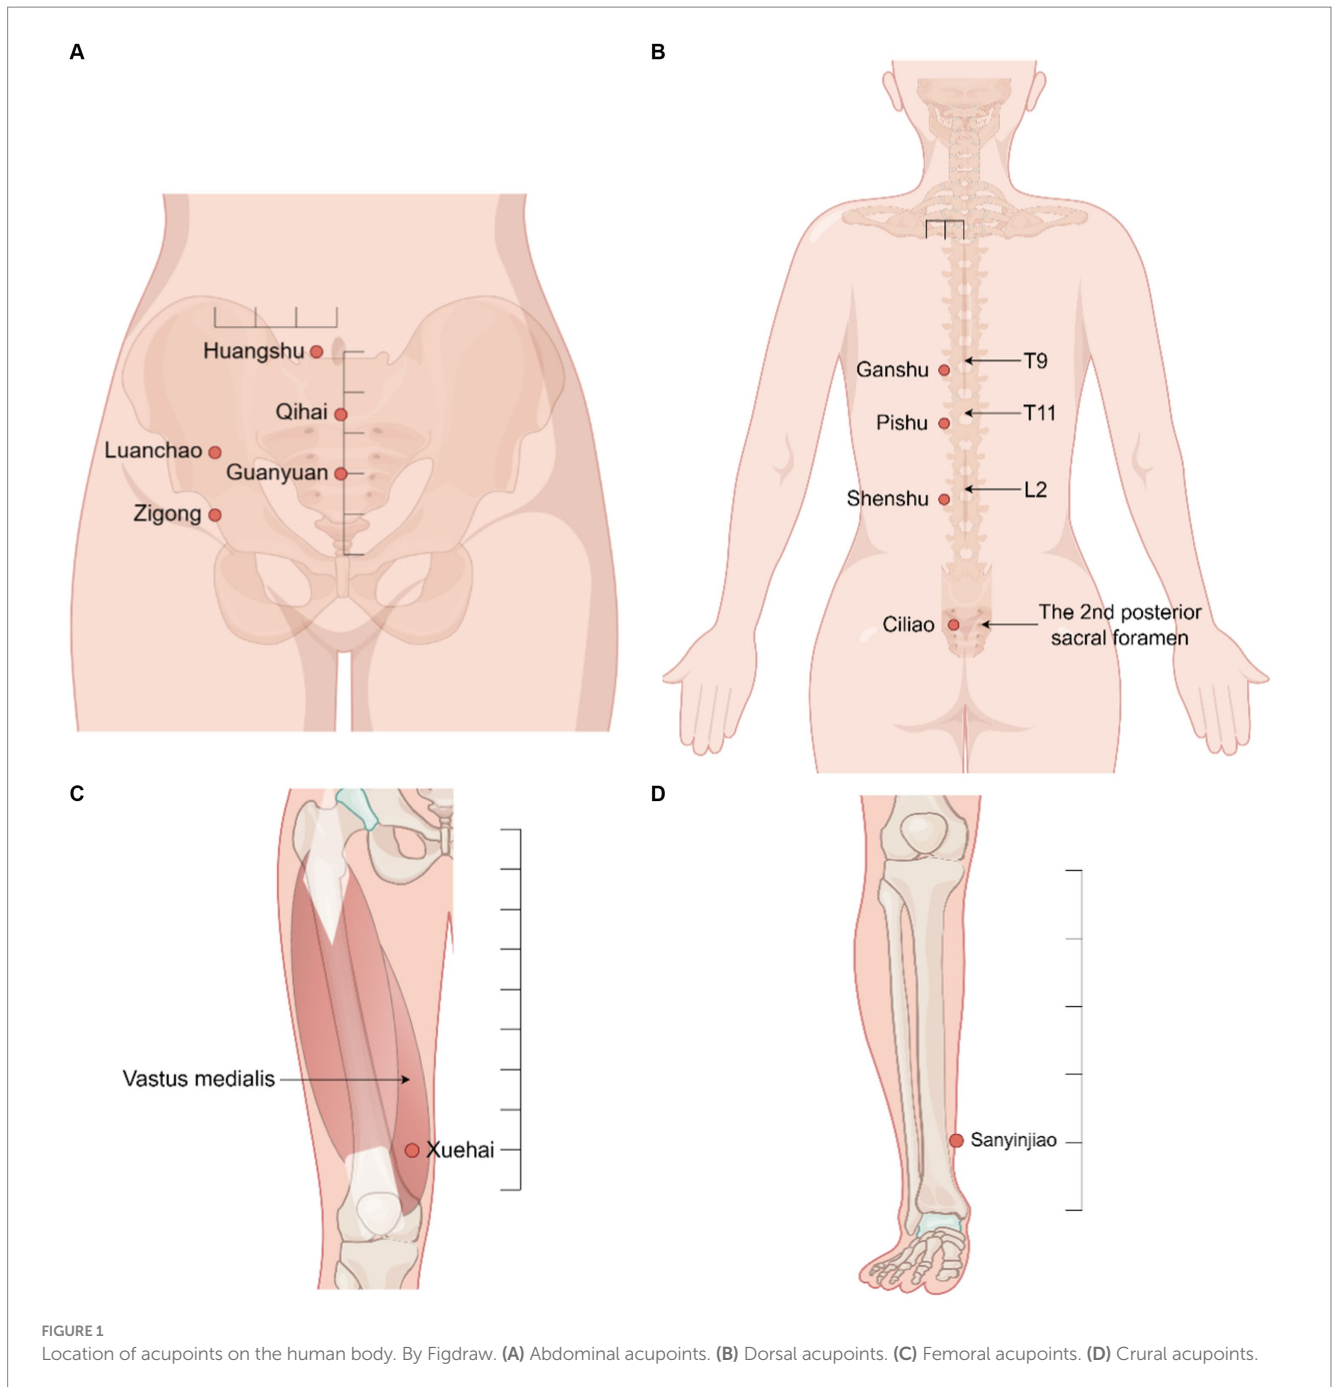 A
Huangshu
Qihai
Luanchao
Guanyuan
Zigong
B
T9
Ganshu
T11
Pishu
L2
Shenshu
Ciliao
The 2nd posterior
sacral foramen
C
Vastus medialis
Xuehai
D
Sanyinjiao
FIGURE 1
Location of acupoints on the human body. By Figdraw. (A) Abdominal acupoints. (B) Dorsal acupoints. (C) Femoral acupoints. (D) Crural acupoints.